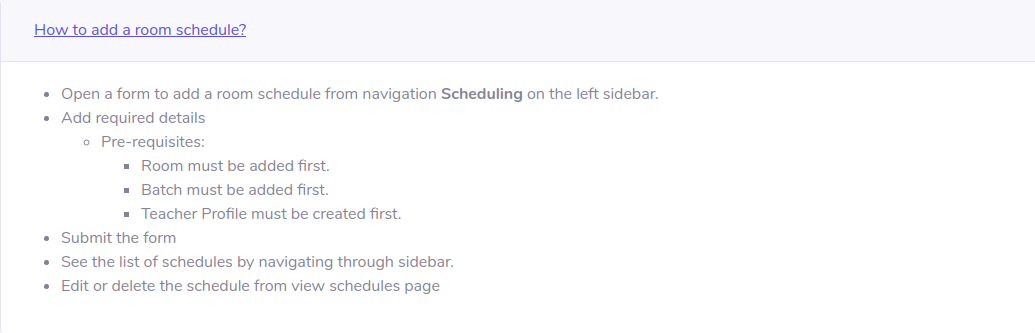 How to add a room schedule?
Open a form to add a room schedule from navigation Scheduling on the left sidebar.
Add required details
Pre-requisites:
Room must be added first.
Batch must be added first.
Teacher Profile must be created first.
Submit the form
See the list of schedules by navigating through sidebar.
Edit or delete the schedule from view schedules page